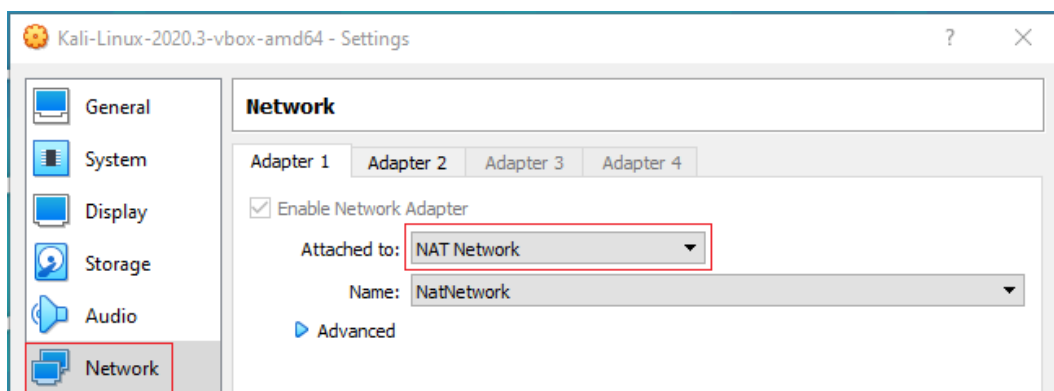 Kali-Linux-2020.3-vbox-amd64 - Settings ?
General
System
Display
Storage
Audio
Network
Network
Adapter 1 Adapter 2 Adapter 3 Adapter 4
Enable Network Adapter
Attached to: NAT Network
Name: NatNetwork
Advanced